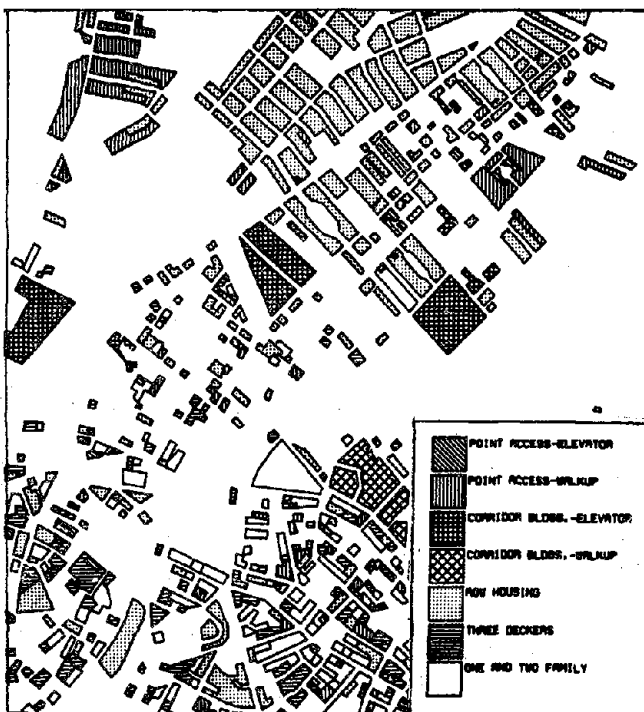 POINT ACCESS-ELEVATOR
POINT ACCESS-WALKUP
CORRIDOR BLDGS.-ELEVATOR
CORRIDOR BLDGS.-WALKUP
ROW HOUSING
THREE DECKERS
ONE AND TWO FAMILY